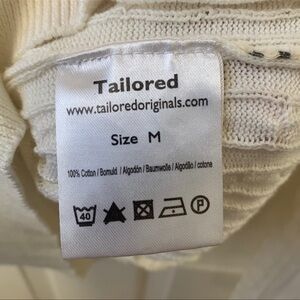 Tailored
www.tailoredoriginals.com
Size M
100% Cotton / Bomuld / Algodón / Baumwolle / Algodão / cotone
40
P